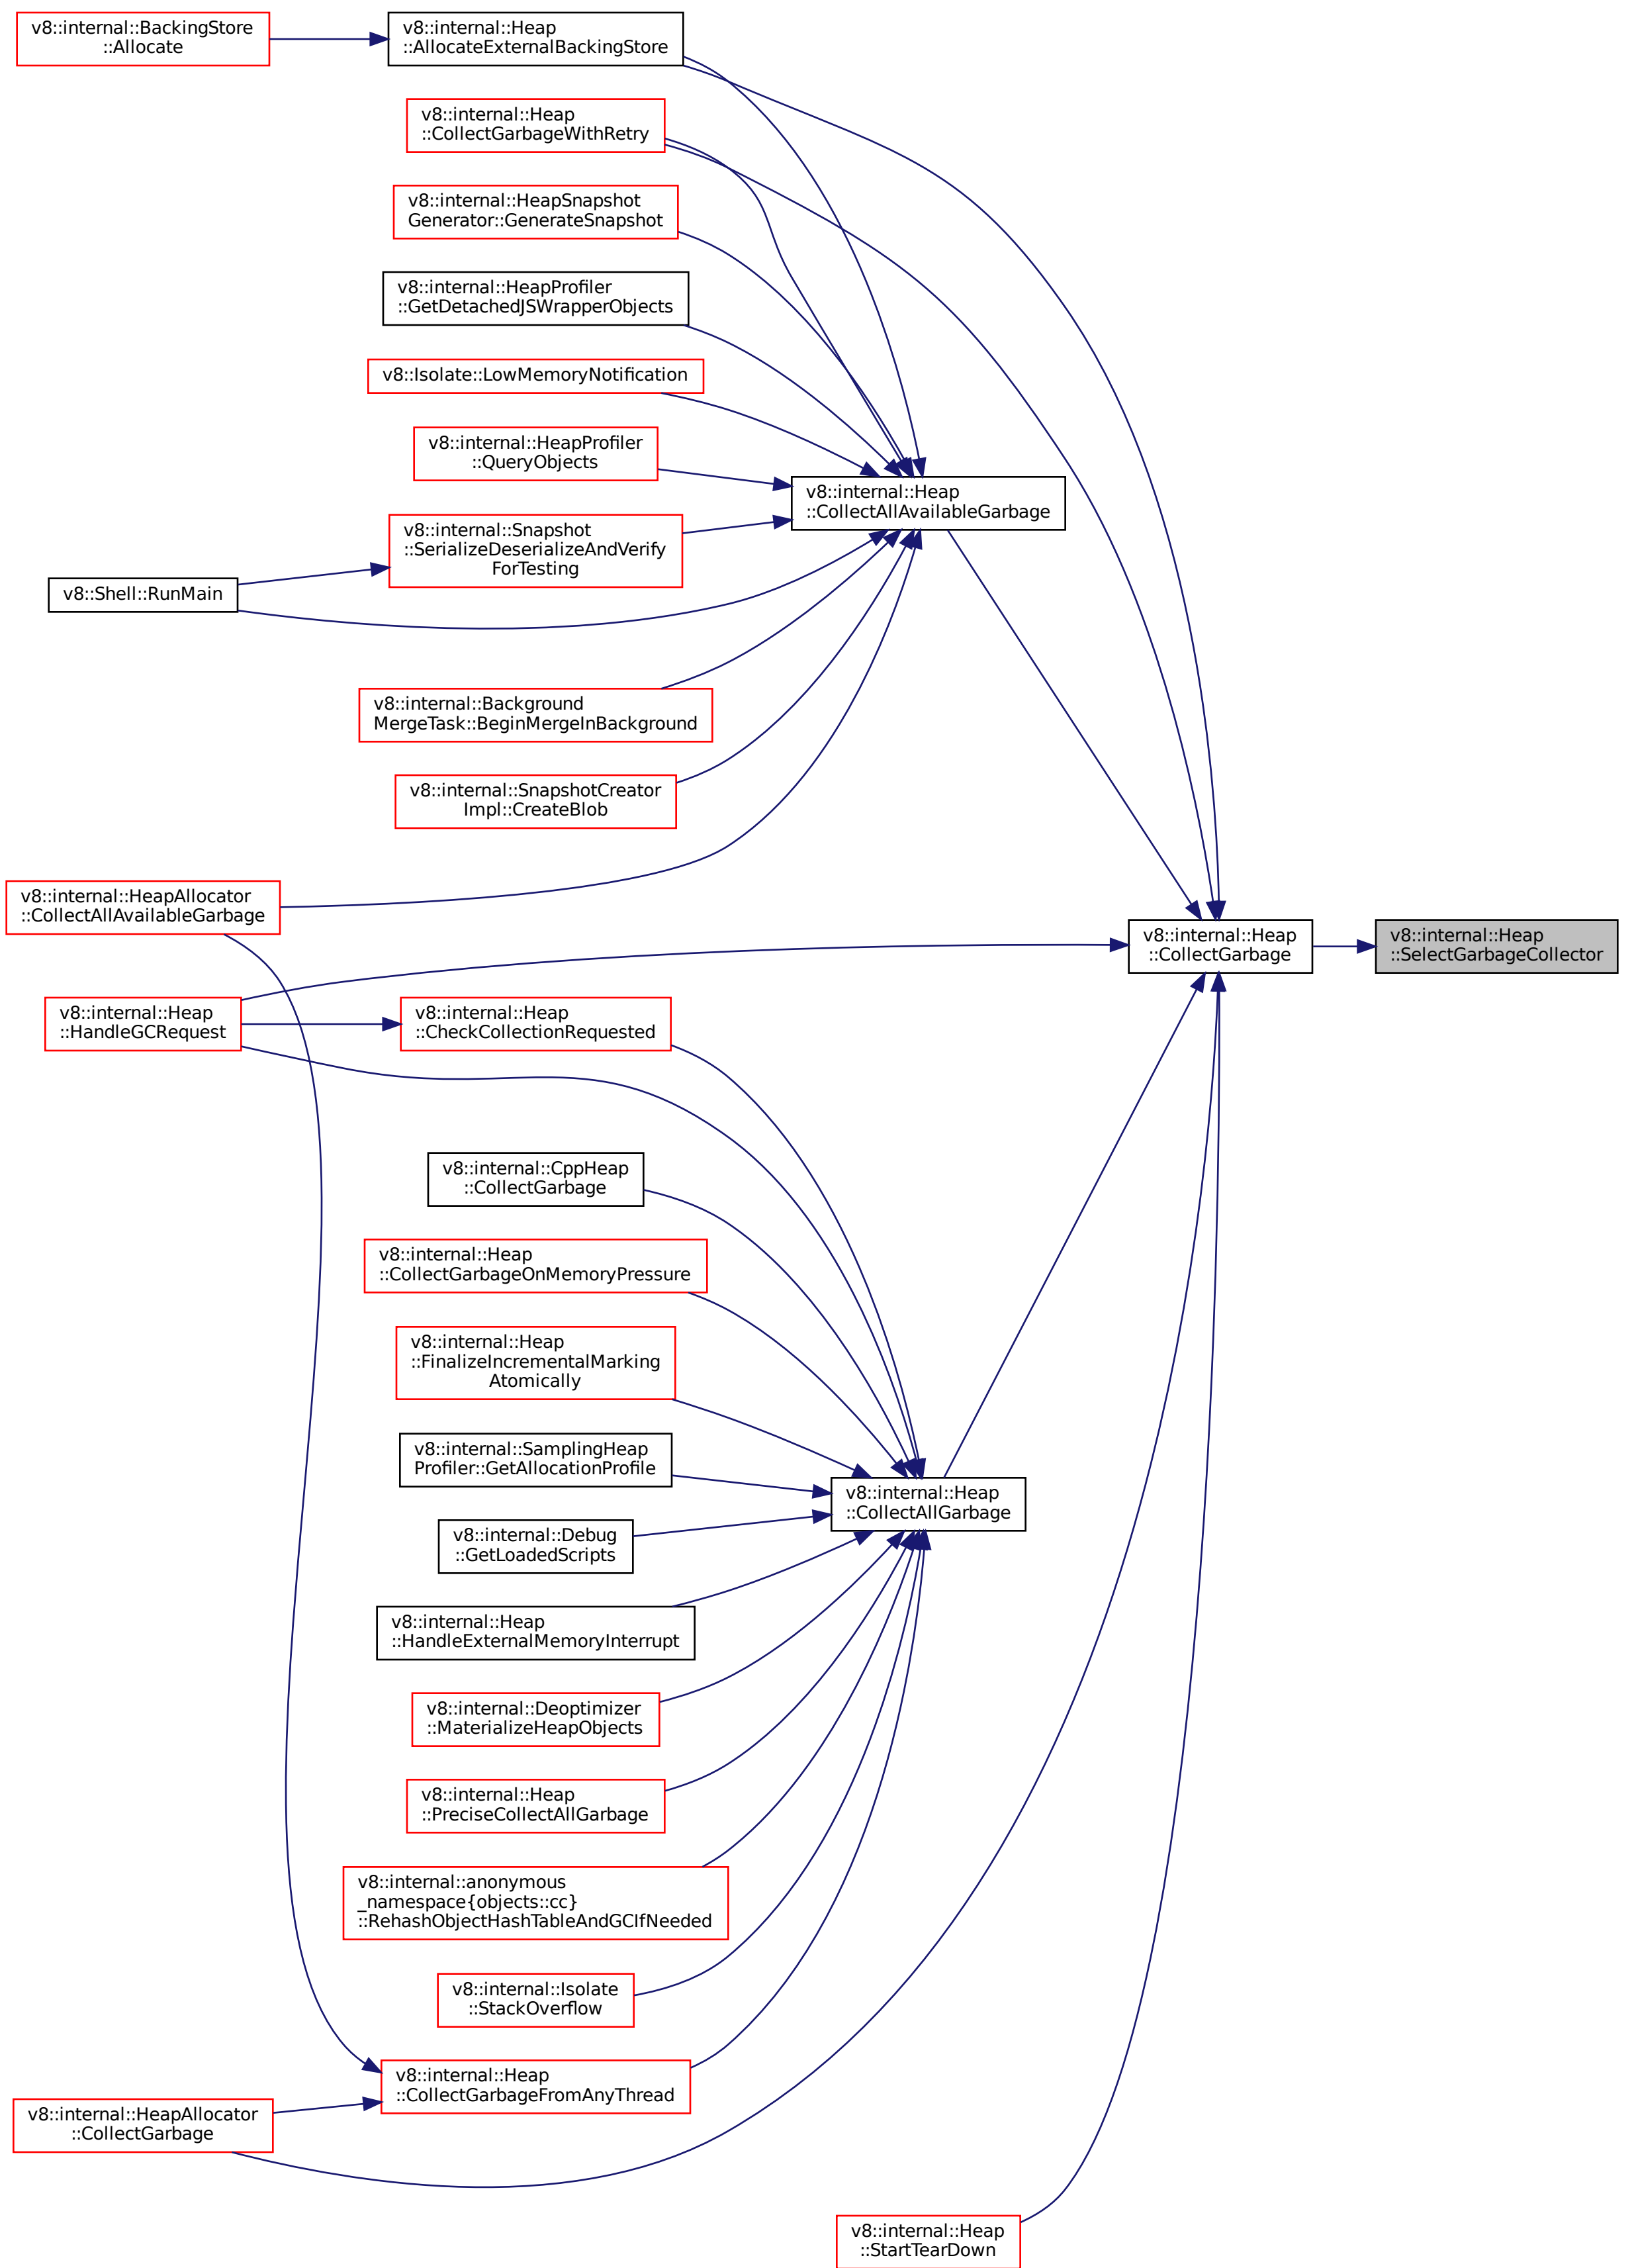 v8::internal::BackingStore
::Allocate
v8::internal::Heap
::AllocateExternalBackingStore
v8::internal::Heap
::CollectGarbageWithRetry
v8::internal::HeapSnapshot
Generator::GenerateSnapshot
v8::internal::HeapProfiler
::GetDetachedJSWrapperObjects
v8::Isolate::LowMemoryNotification
v8::internal::HeapProfiler
::QueryObjects
v8::internal::Heap
::CollectAllAvailableGarbage
v8::internal::Snapshot
::SerializeDeserializeAndVerify
ForTesting
v8::Shell::RunMain
v8::internal::Background
MergeTask::BeginMergeInBackground
v8::internal::SnapshotCreator
Impl::CreateBlob
v8::internal::HeapAllocator
::CollectAllAvailableGarbage
v8::internal::Heap
::CollectGarbage
v8::internal::Heap
::SelectGarbageCollector
v8::internal::Heap
::HandleGCRequest
v8::internal::Heap
::CheckCollectionRequested
v8::internal::CppHeap
::CollectGarbage
v8::internal::Heap
::CollectGarbageOnMemoryPressure
v8::internal::Heap
::FinalizeIncrementalMarking
Atomically
v8::internal::SamplingHeap
Profiler::GetAllocationProfile
v8::internal::Heap
::CollectAllGarbage
v8::internal::Debug
::GetLoadedScripts
v8::internal::Heap
::HandleExternalMemoryInterrupt
v8::internal::Deoptimizer
::MaterializeHeapObjects
v8::internal::Heap
::PreciseCollectAllGarbage
v8::internal::anonymous
_namespace{objects::cc}
::RehashObjectHashTableAndGCIfNeeded
v8::internal::Isolate
::StackOverflow
v8::internal::Heap
::CollectGarbageFromAnyThread
v8::internal::HeapAllocator
::CollectGarbage
v8::internal::Heap
::StartTearDown